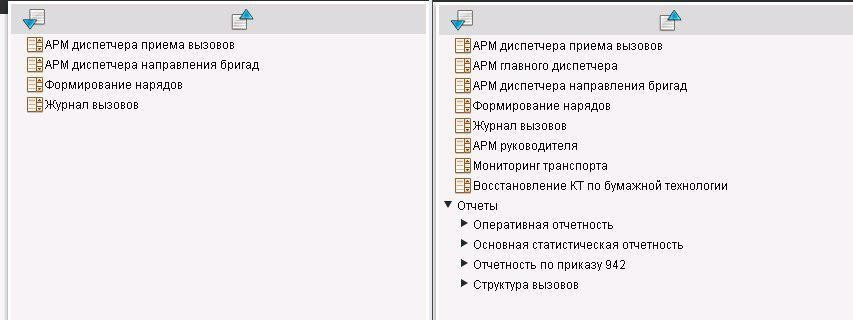 АРМ диспетчера приема вызовов
АРМ диспетчера направления бригад
Формирование нарядов
Журнал вызовов
АРМ диспетчера приема вызовов
АРМ главного диспетчера
АРМ диспетчера направления бригад
Формирование нарядов
Журнал вызовов
АРМ руководителя
Мониторинг транспорта
Восстановление КТ по бумажной технологии
Отчеты
Оперативная отчетность
Основная статистическая отчетность
Отчетность по приказу 942
Структура вызовов